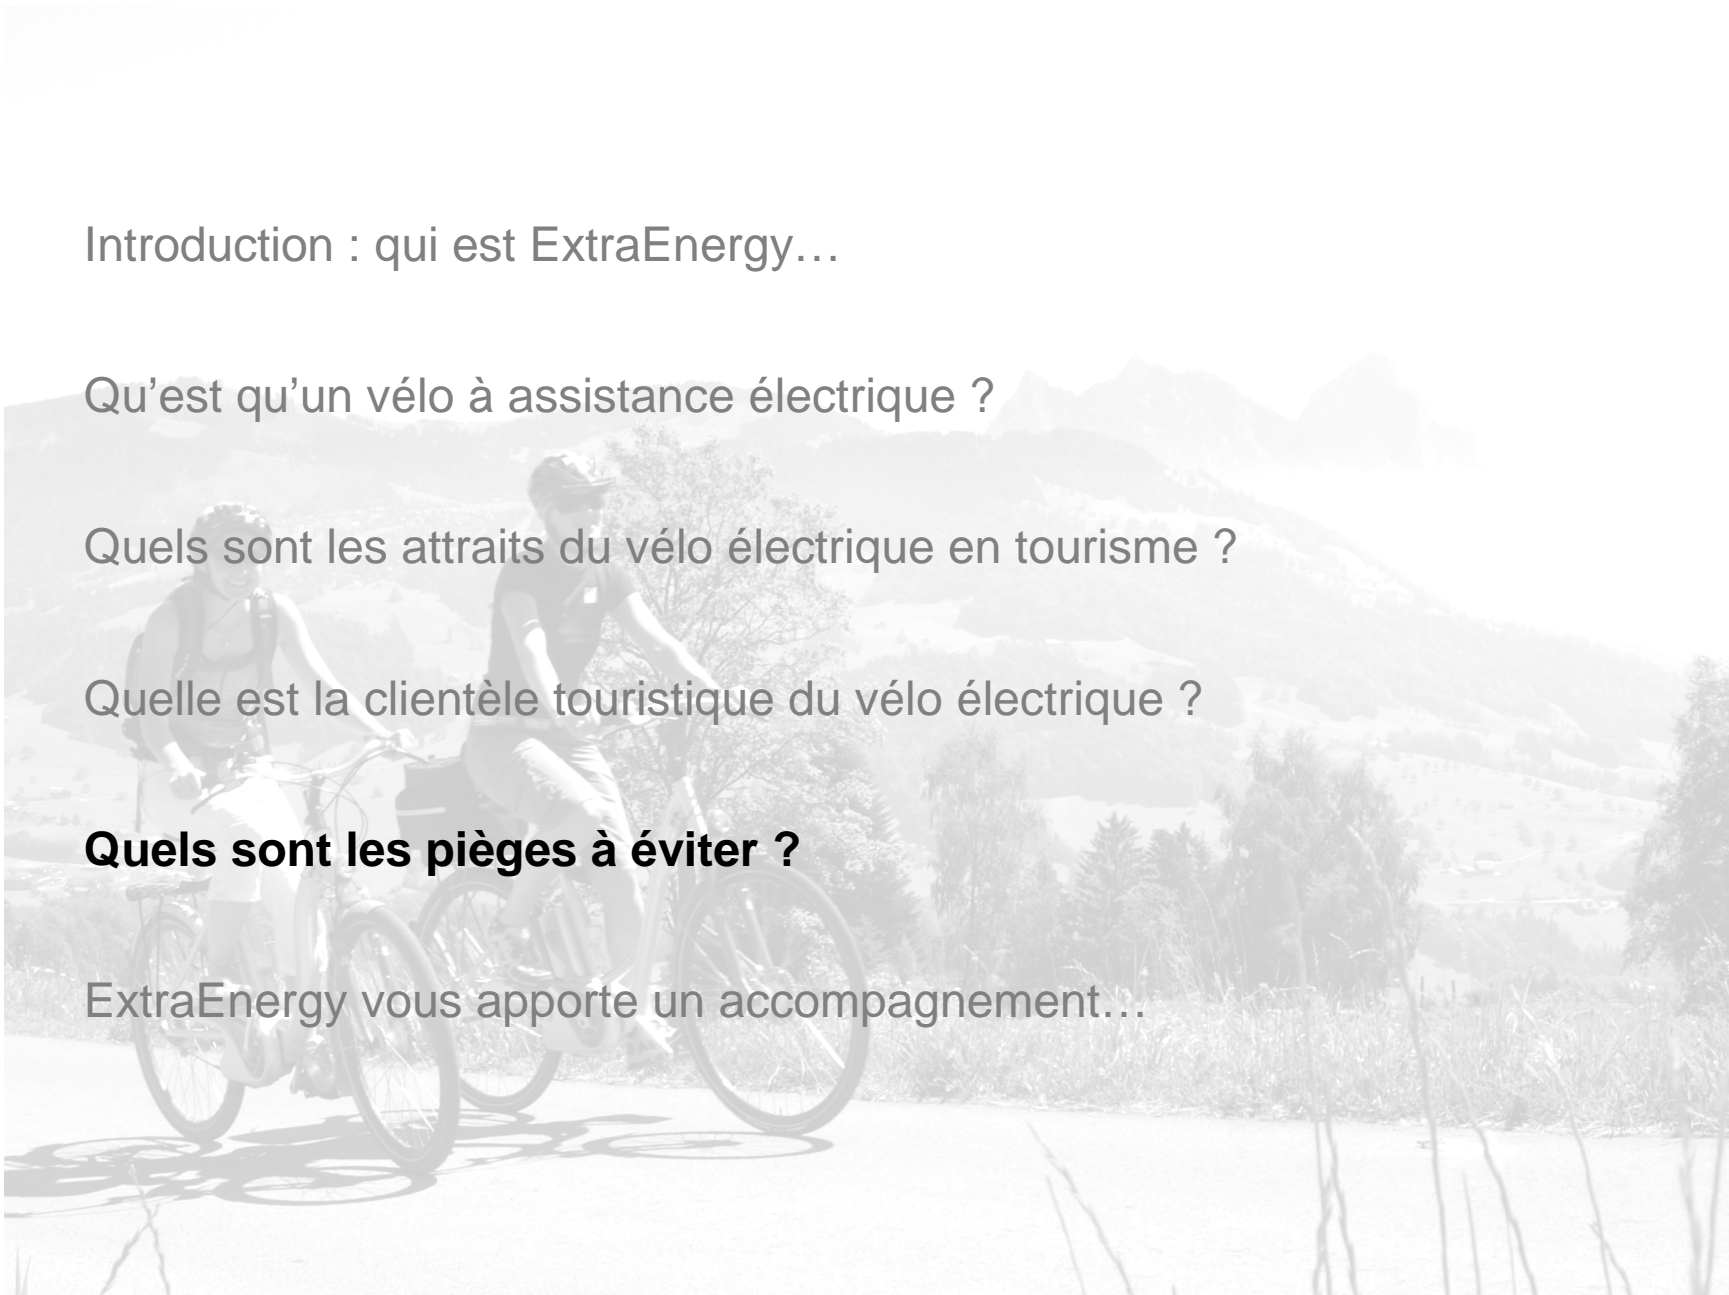 Introduction : qui est ExtraEnergy…
Qu’est qu’un vélo à assistance électrique ?
Quels sont les attraits du vélo électrique en tourisme ?
Quelle est la clientèle touristique du vélo électrique ?
Quels sont les pièges à éviter ?
ExtraEnergy vous apporte un accompagnement…